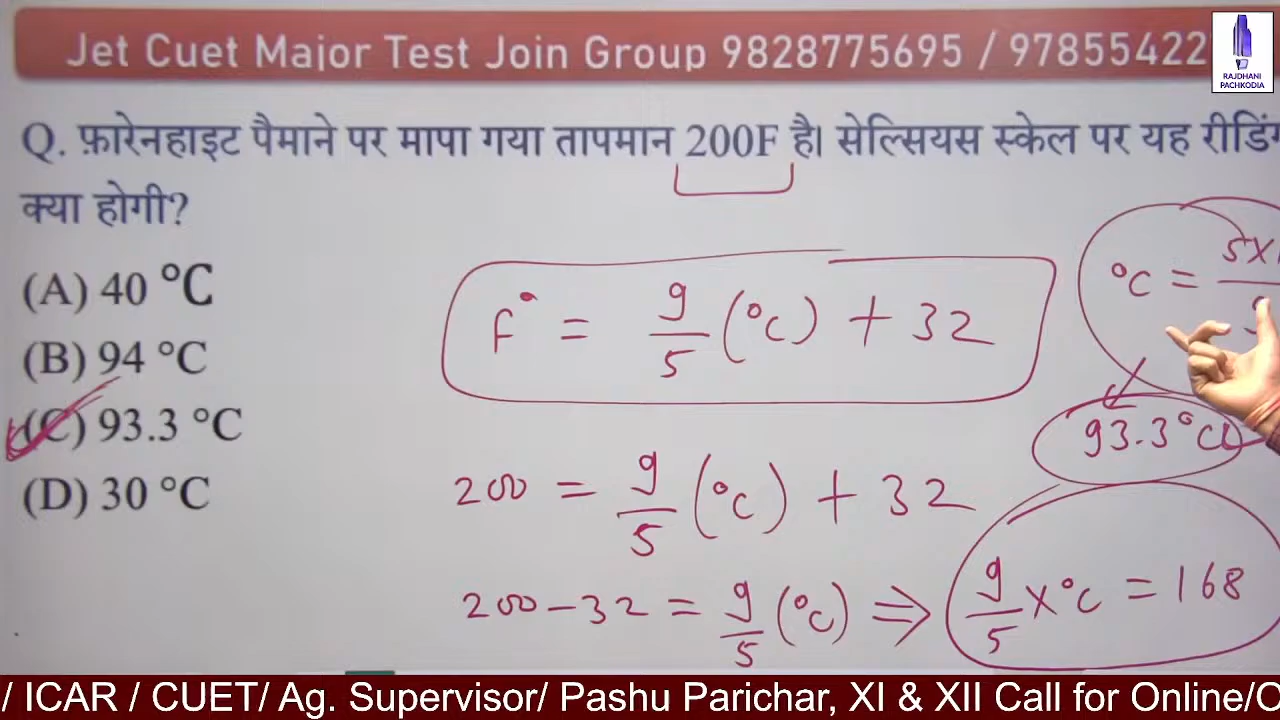 Jet Cuet Major Test Join Group 9828775695 / 97855422
RAJDHANI
PACHKODIA
Q. फ़ारेनहाइट पैमाने पर मापा गया तापमान 200F है। सेल्सियस स्केल पर यह रीडिंग
क्या होगी?
(A) 40 °C
(B) 94 °C
(C) 93.3 °C
(D) 30 °C
F° = 9/5 (°C) + 32
°C = 5X
93.3°C
200 = 9/5 (°C) + 32
200 - 32 = 9/5 (°C) ⇒ 9/5 X °C = 168
/ ICAR / CUET/ Ag. Supervisor/ Pashu Parichar, XI & XII Call for Online/